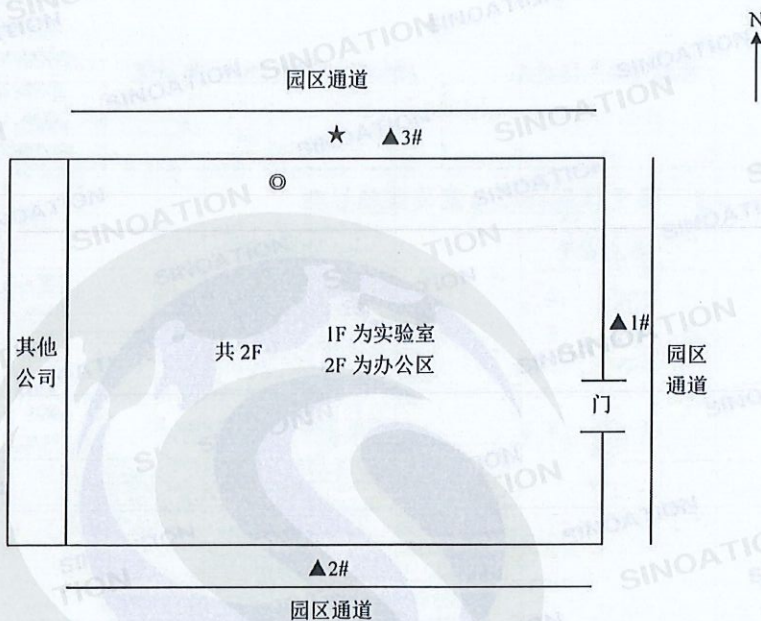 N
园区通道
★ ▲3#
◎
其他
公司
共 2F
1F 为实验室
2F 为办公区
▲1#
园区
通道
门
▲2#
园区通道
SINOATION